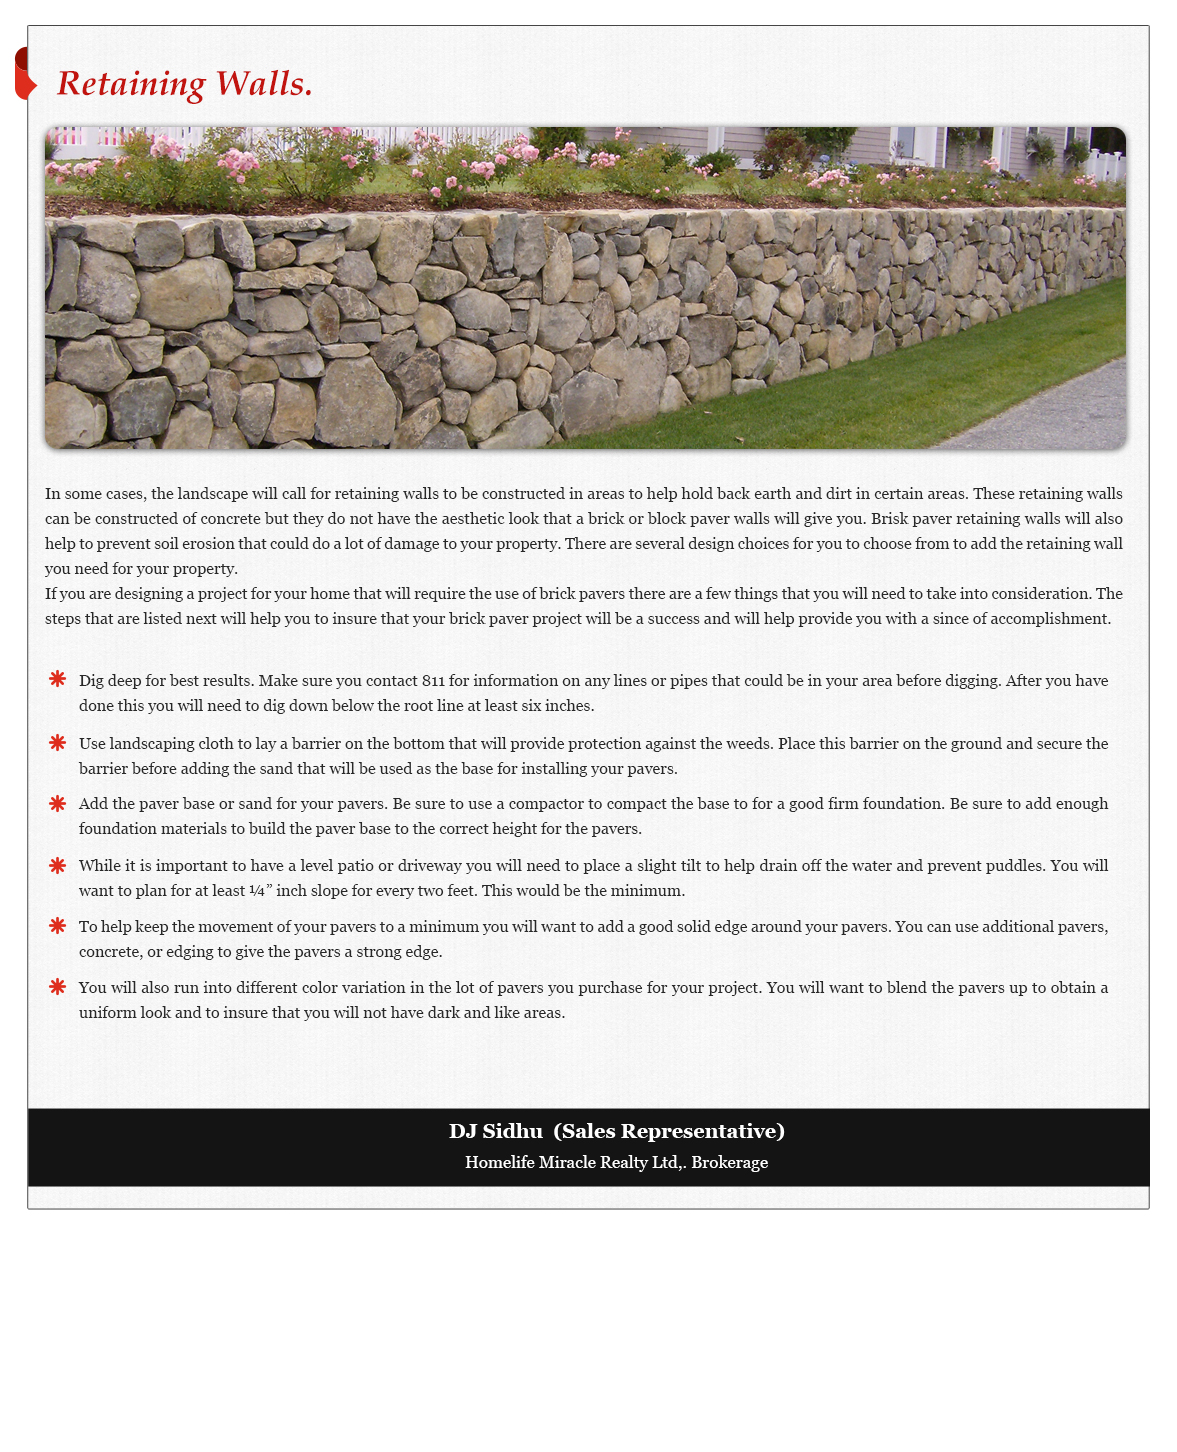 Retaining Walls.
In some cases, the landscape will call for retaining walls to be constructed in areas to help hold back earth and dirt in certain areas. These retaining walls
can be constructed of concrete but they do not have the aesthetic look that a brick or block paver walls will give you. Brisk paver retaining walls will also
help to prevent soil erosion that could do a lot of damage to your property. There are several design choices for you to choose from to add the retaining wall
you need for your property.
If you are designing a project for your home that will require the use of brick pavers there are a few things that you will need to take into consideration. The
steps that are listed next will help you to insure that your brick paver project will be a success and will help provide you with a since of accomplishment.
Dig deep for best results. Make sure you contact 811 for information on any lines or pipes that could be in your area before digging. After you have
done this you will need to dig down below the root line at least six inches.
Use landscaping cloth to lay a barrier on the bottom that will provide protection against the weeds. Place this barrier on the ground and secure the
barrier before adding the sand that will be used as the base for installing your pavers.
Add the paver base or sand for your pavers. Be sure to use a compactor to compact the base to for a good firm foundation. Be sure to add enough
foundation materials to build the paver base to the correct height for the pavers.
While it is important to have a level patio or driveway you will need to place a slight tilt to help drain off the water and prevent puddles. You will
want to plan for at least ¼” inch slope for every two feet. This would be the minimum.
To help keep the movement of your pavers to a minimum you will want to add a good solid edge around your pavers. You can use additional pavers,
concrete, or edging to give the pavers a strong edge.
You will also run into different color variation in the lot of pavers you purchase for your project. You will want to blend the pavers up to obtain a
uniform look and to insure that you will not have dark and like areas.
DJ Sidhu (Sales Representative)
Homelife Miracle Realty Ltd,. Brokerage